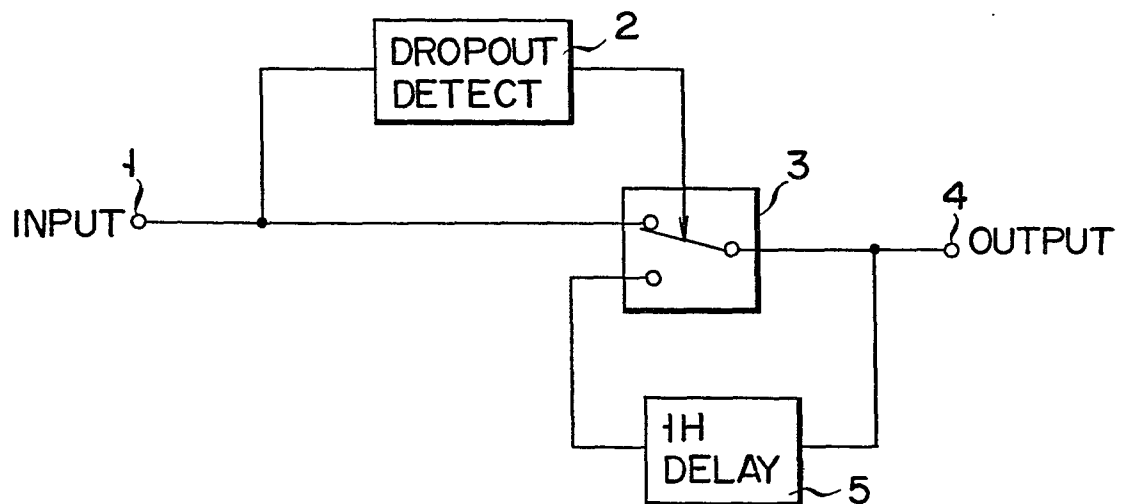 DROPOUT
DETECT
2
1
INPUT
3
4
OUTPUT
1H
DELAY
5